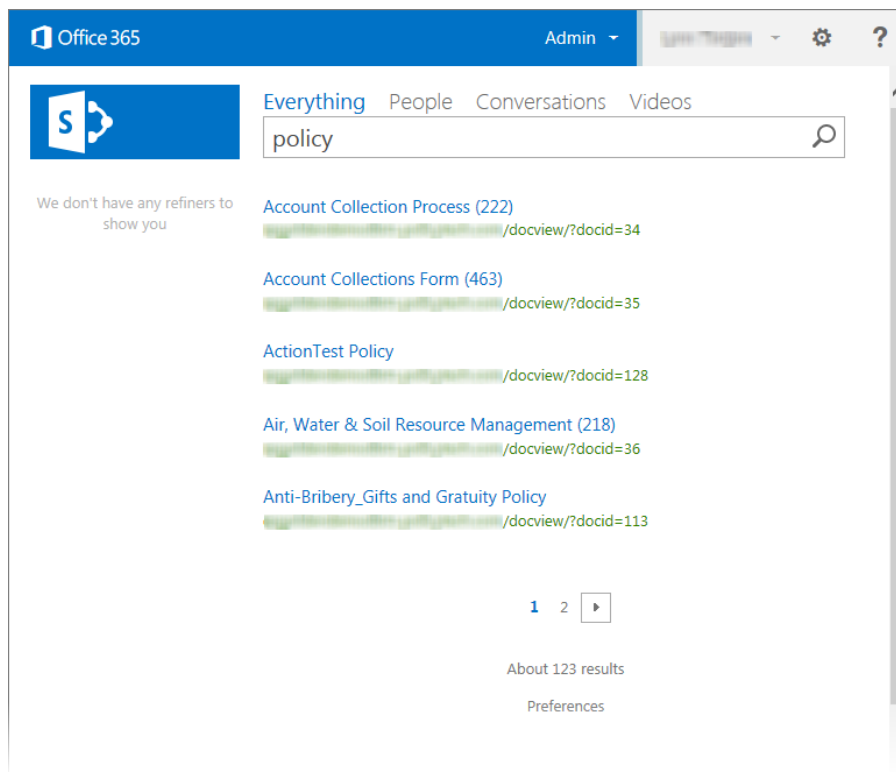 Office 365
Admin
?
S
Everything People Conversations Videos
policy
We don't have any refiners to
show you
Account Collection Process (222)
/docview/?docid=34
Account Collections Form (463)
/docview/?docid=35
ActionTest Policy
/docview/?docid=128
Air, Water & Soil Resource Management (218)
/docview/?docid=36
Anti-Bribery_Gifts and Gratuity Policy
/docview/?docid=113
1 2
About 123 results
Preferences